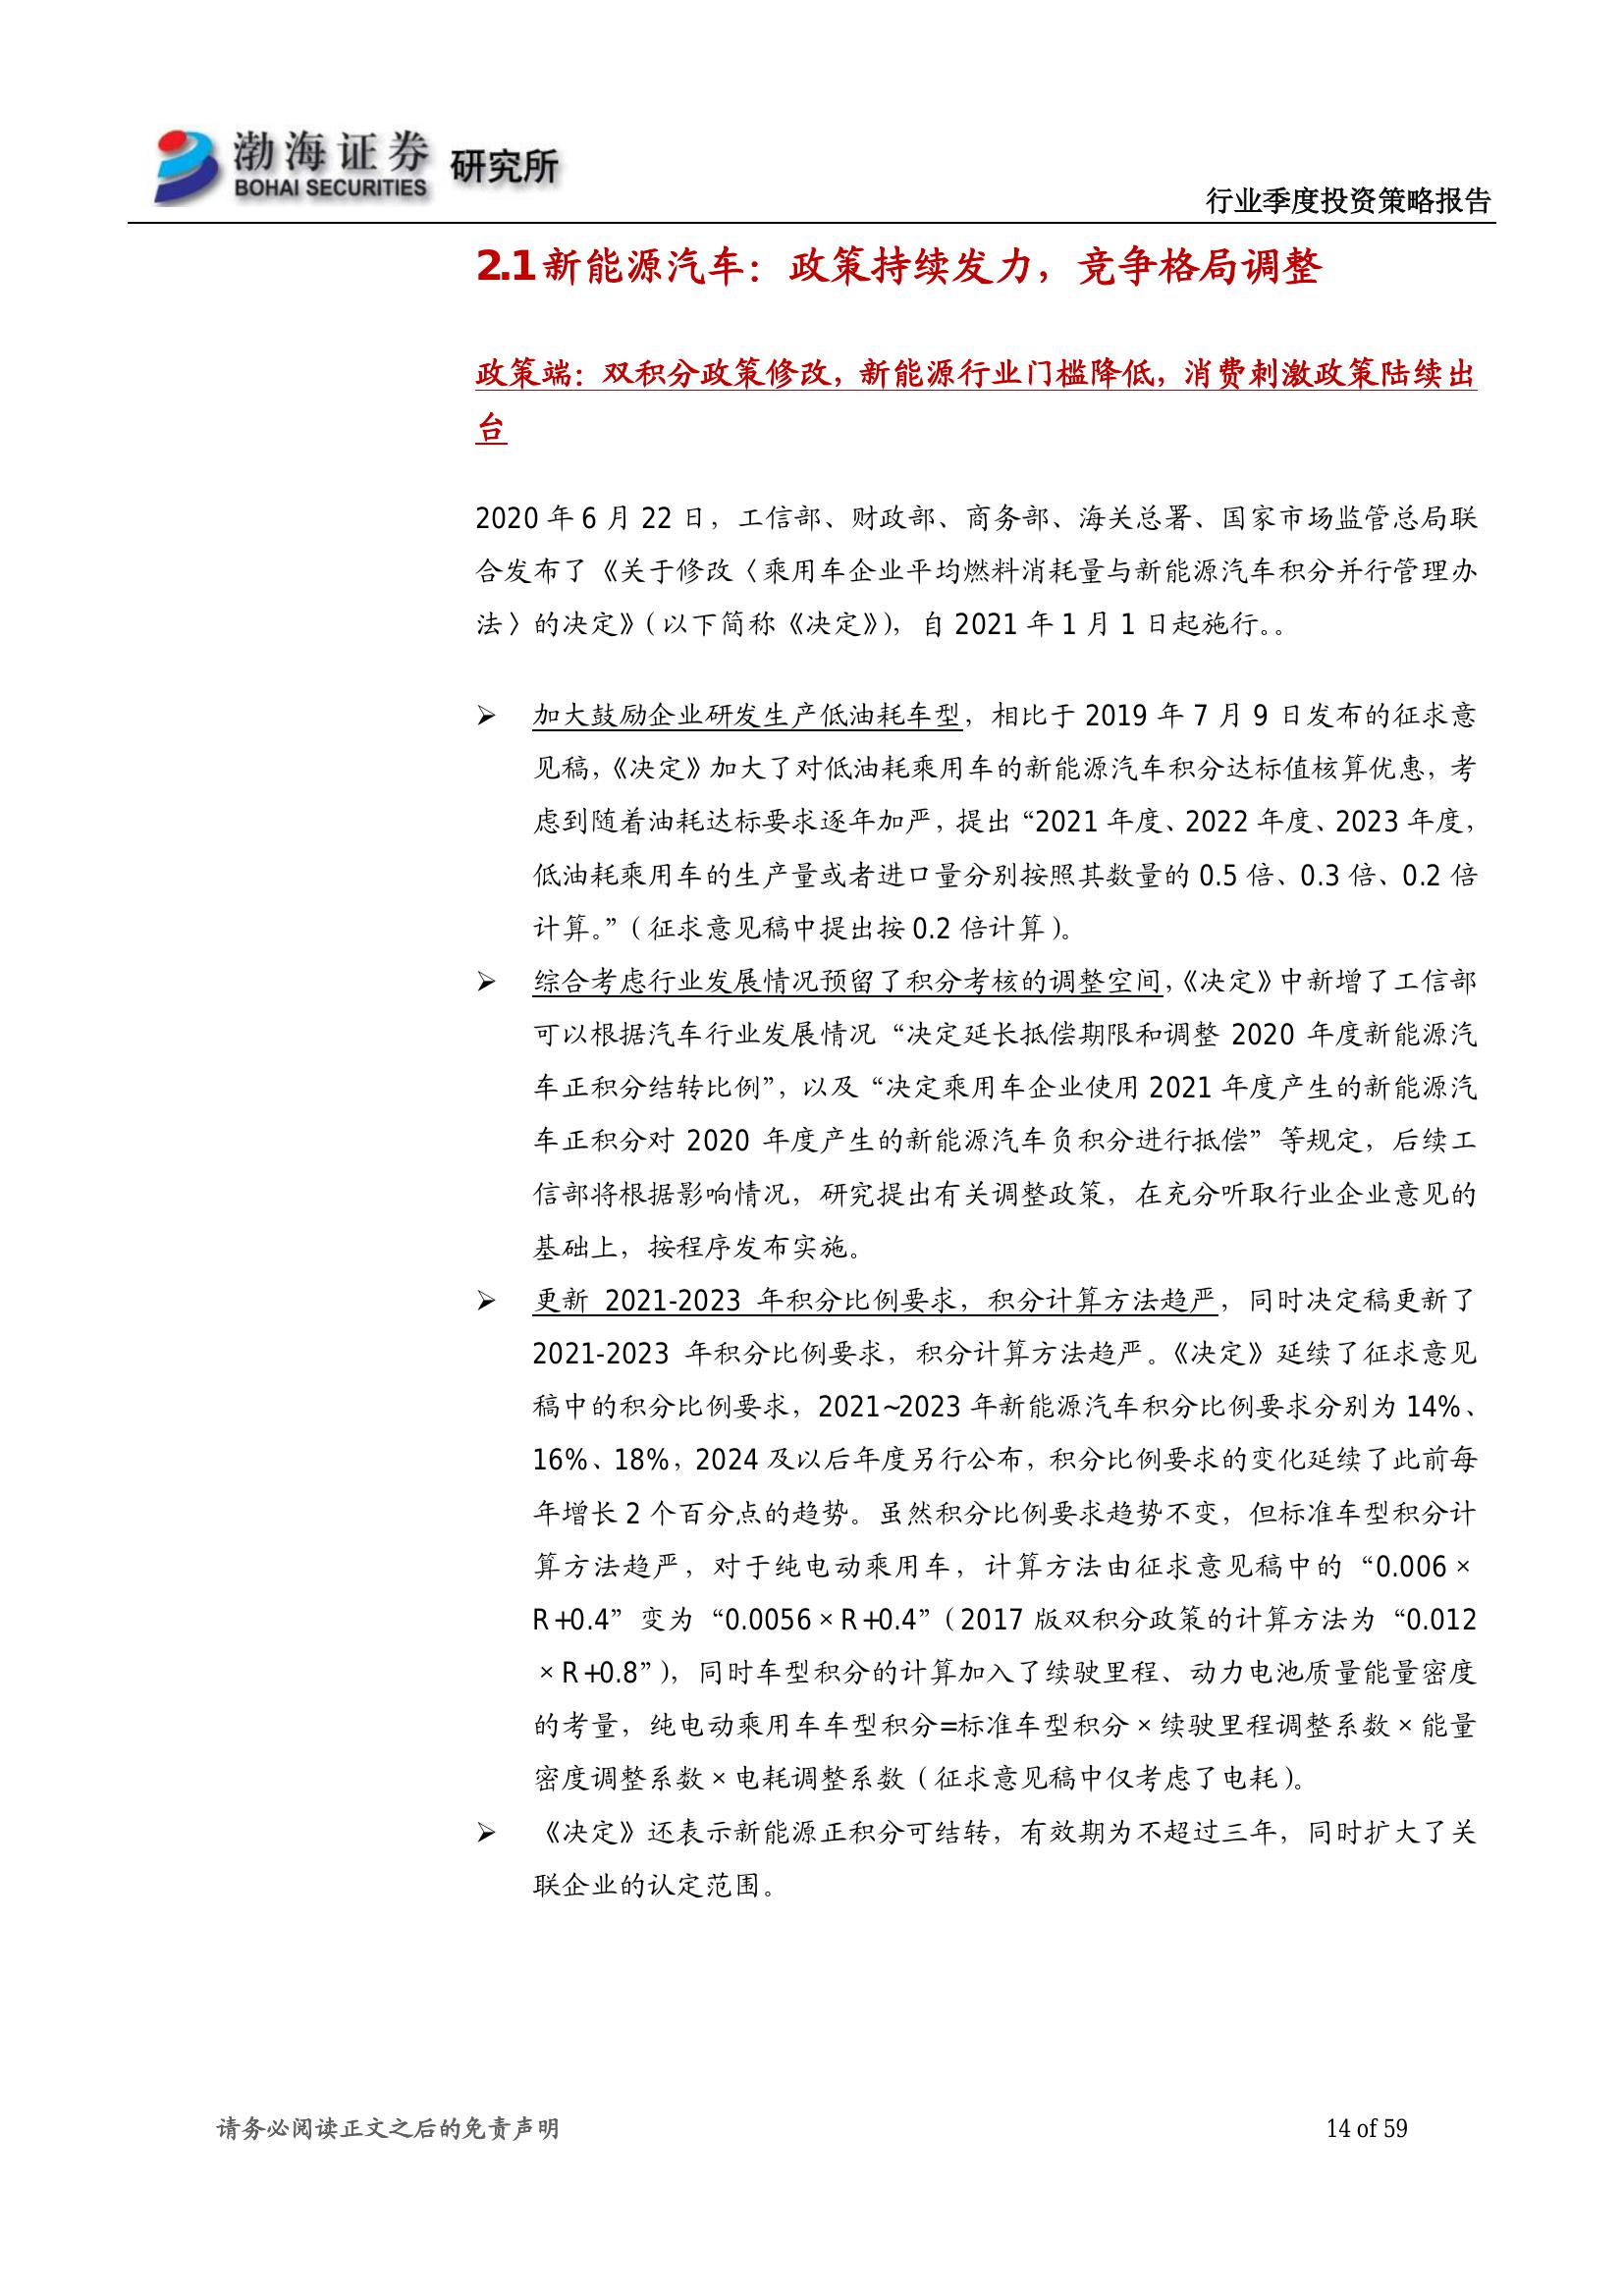 渤海证券 研究所
BOHAI SECURITIES
行业季度投资策略报告
2.1 新能源汽车：政策持续发力，竞争格局调整
政策端：双积分政策修改，新能源行业门槛降低，消费刺激政策陆续出
台
2020 年 6 月 22 日，工信部、财政部、商务部、海关总署、国家市场监管总局联
合发布了《关于修改〈乘用车企业平均燃料消耗量与新能源汽车积分并行管理办
法〉的决定》（以下简称《决定》），自 2021 年 1 月 1 日起施行。。
➢ 加大鼓励企业研发生产低油耗车型，相比于 2019 年 7 月 9 日发布的征求意
见稿，《决定》加大了对低油耗乘用车的新能源汽车积分达标值核算优惠，考
虑到随着油耗达标要求逐年加严，提出“2021 年度、2022 年度、2023 年度，
低油耗乘用车的生产量或者进口量分别按照其数量的 0.5 倍、0.3 倍、0.2 倍
计算。”（征求意见稿中提出按 0.2 倍计算）。
➢ 综合考虑行业发展情况预留了积分考核的调整空间，《决定》中新增了工信部
可以根据汽车行业发展情况“决定延长抵偿期限和调整 2020 年度新能源汽
车正积分结转比例”，以及“决定乘用车企业使用 2021 年度产生的新能源汽
车正积分对 2020 年度产生的新能源汽车负积分进行抵偿”等规定，后续工
信部将根据影响情况，研究提出有关调整政策，在充分听取行业企业意见的
基础上，按程序发布实施。
➢ 更新 2021-2023 年积分比例要求，积分计算方法趋严，同时决定稿更新了
2021-2023 年积分比例要求，积分计算方法趋严。《决定》延续了征求意见
稿中的积分比例要求，2021~2023 年新能源汽车积分比例要求分别为 14%、
16%、18%，2024 及以后年度另行公布，积分比例要求的变化延续了此前每
年增长 2 个百分点的趋势。虽然积分比例要求趋势不变，但标准车型积分计
算方法趋严，对于纯电动乘用车，计算方法由征求意见稿中的“0.006×
R+0.4”变为“0.0056×R+0.4”（2017 版双积分政策的计算方法为“0.012
×R+0.8”），同时车型积分的计算加入了续驶里程、动力电池质量能量密度
的考量，纯电动乘用车车型积分=标准车型积分×续驶里程调整系数×能量
密度调整系数×电耗调整系数（征求意见稿中仅考虑了电耗）。
➢ 《决定》还表示新能源正积分可结转，有效期为不超过三年，同时扩大了关
联企业的认定范围。
请务必阅读正文之后的免责声明
14 of 59